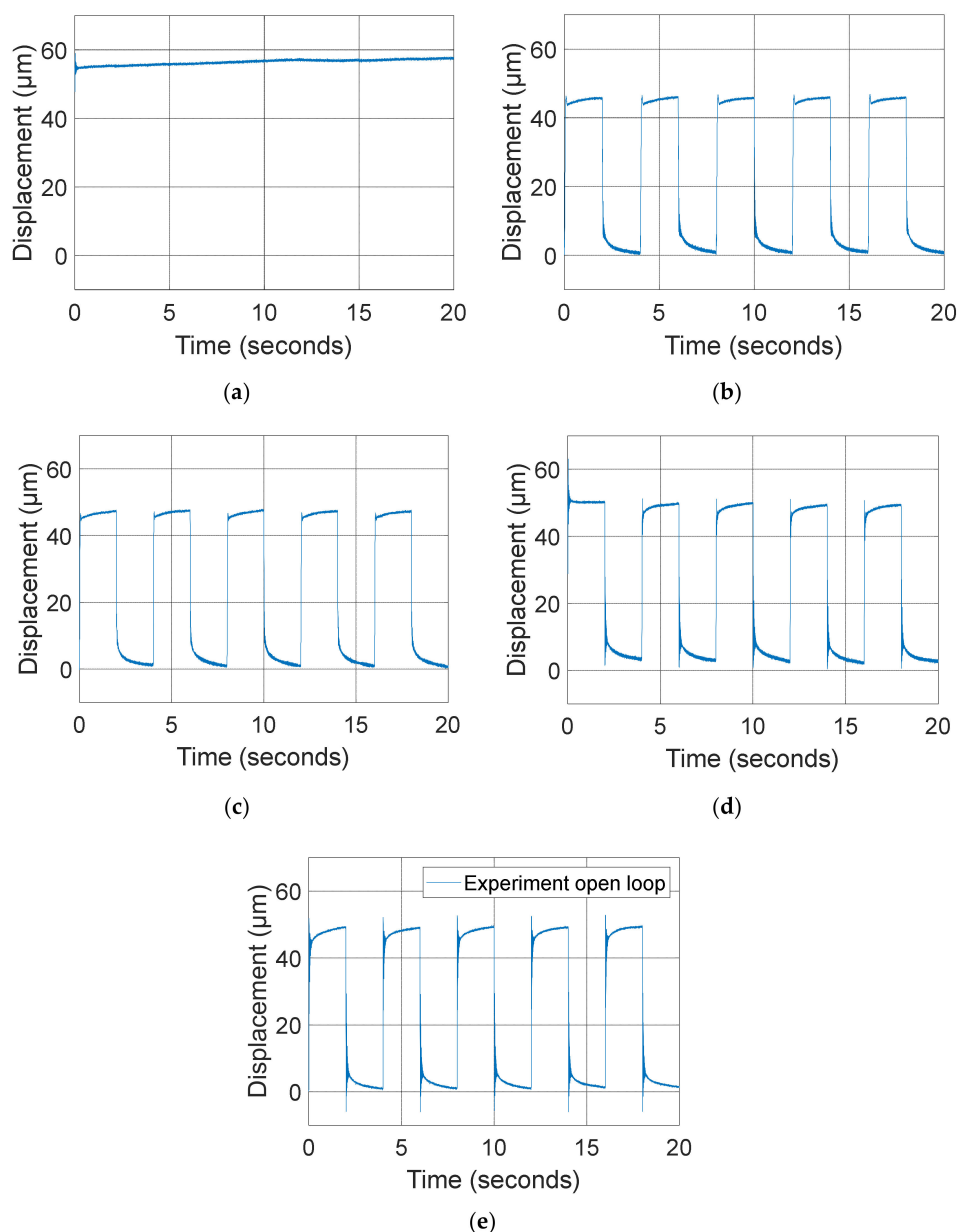 60
40
20
0
Displacement (µm)
0 5 10 15 20
Time (seconds)
(a)
60
40
20
0
Displacement (µm)
0 5 10 15 20
Time (seconds)
(b)
60
40
20
0
Displacement (µm)
0 5 10 15 20
Time (seconds)
(c)
60
40
20
0
Displacement (µm)
0 5 10 15 20
Time (seconds)
(d)
Experiment open loop
60
40
20
0
Displacement (µm)
0 5 10 15 20
Time (seconds)
(e)